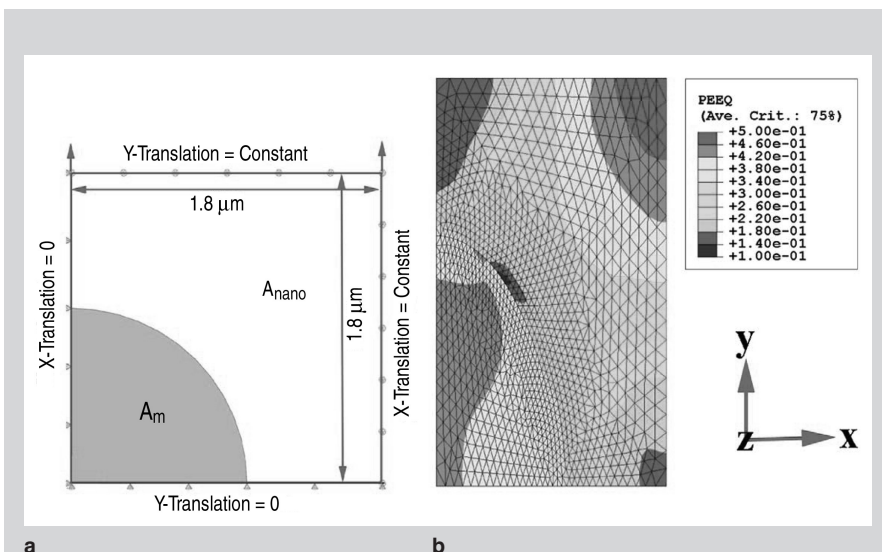 Y-Translation = Constant
1.8 μm
X-Translation = 0
Anano
1.8 μm
X-Translation = Constant
Am
Y-Translation = 0
a
PEEQ
(Ave. Crit.: 75%)
+5.00e-01
+4.60e-01
+4.20e-01
+3.80e-01
+3.40e-01
+3.00e-01
+2.60e-01
+2.20e-01
+1.80e-01
+1.40e-01
+1.00e-01
y
z
x
b